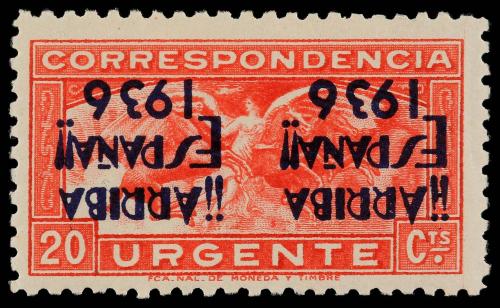 CORRESPONDENCIA
¡¡ARRIBA
ESPAÑA!!
1936
¡¡ARRIBA
ESPAÑA!!
1936
20 URGENTE CTS.
FCA. NAL. DE MONEDA Y TIMBRE